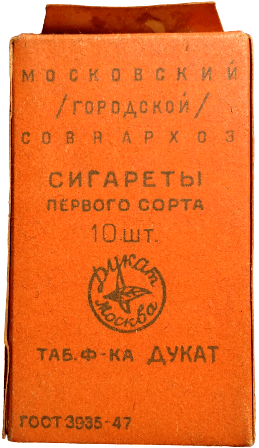 МОСКОВСКИЙ
/ГОРОДСКОЙ/
СОВНАРХОЗ
СИГАРЕТЫ
ПЕРВОГО СОРТА
10 шт.
Дукат
Москва
ТАБ. Ф-КА ДУКАТ
ГОСТ 3935-47